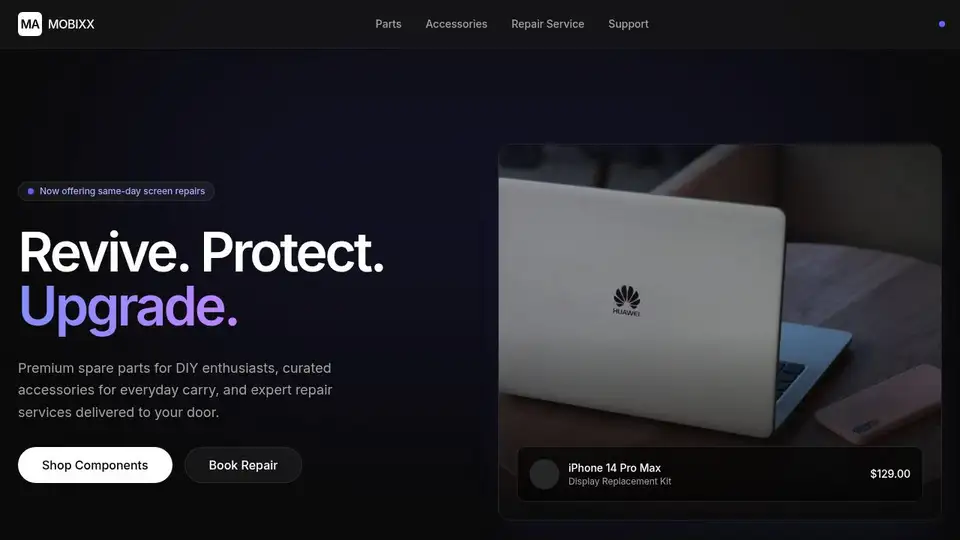 MA MOBIXX
Parts Accessories Repair Service Support
Now offering same-day screen repairs
Revive. Protect.
Upgrade.
Premium spare parts for DIY enthusiasts, curated
accessories for everyday carry, and expert repair
services delivered to your door.
Shop Components Book Repair
HUAWEI
iPhone 14 Pro Max
Display Replacement Kit
$129.00